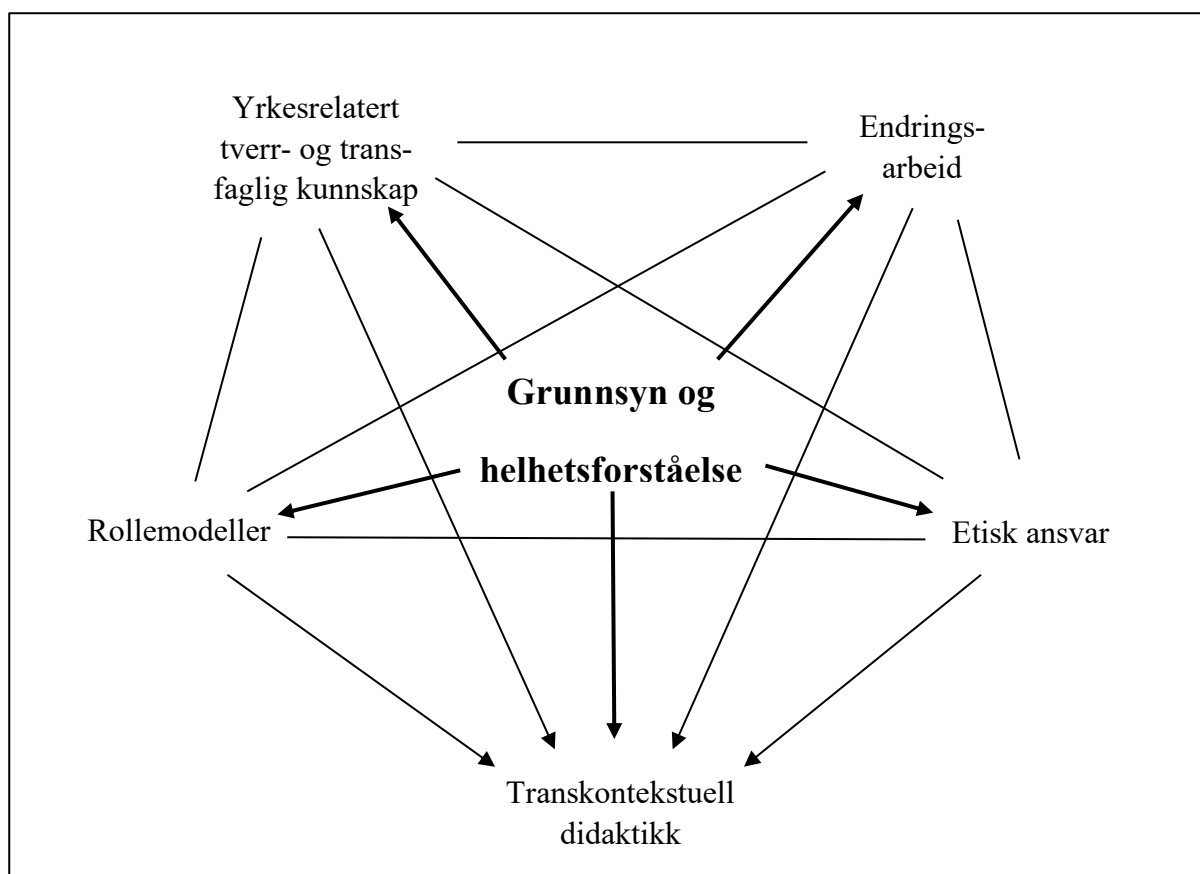 Yrkesrelatert
tverr- og trans-
faglig kunnskap
Endrings-
arbeid
Grunnsyn og
helhetsforståelse
Rollemodeller
Etisk ansvar
Transkontekstuell
didaktikk